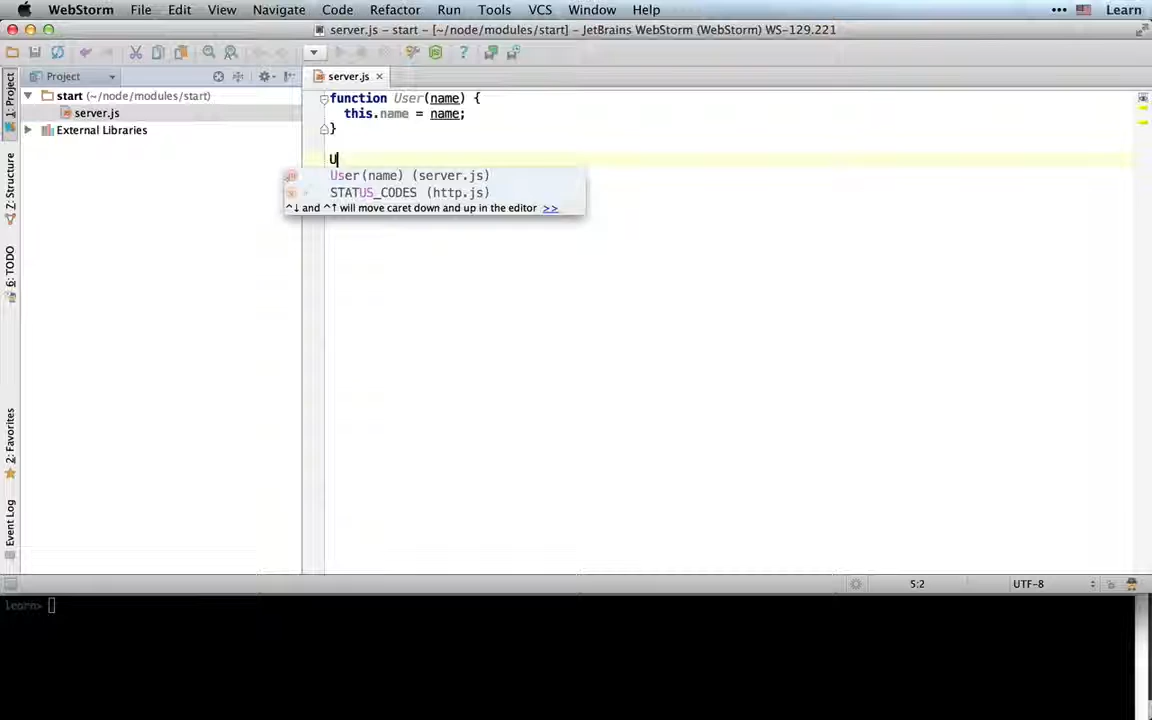 WebStorm File Edit View Navigate Code Refactor Run Tools VCS Window Help ••• Learn
server.js – start – [~/node/modules/start] – JetBrains WebStorm (WebStorm) WS-129.221
1: Project
Project
server.js
start (~/node/modules/start)
server.js
External Libraries
function User(name) {
this.name = name;
}
U
User(name) (server.js)
STATUS_CODES (http.js)
^↓ and ^↑ will move caret down and up in the editor >>
Z: Structure
6: TODO
2: Favorites
Event Log
5:2
UTF-8
learn>